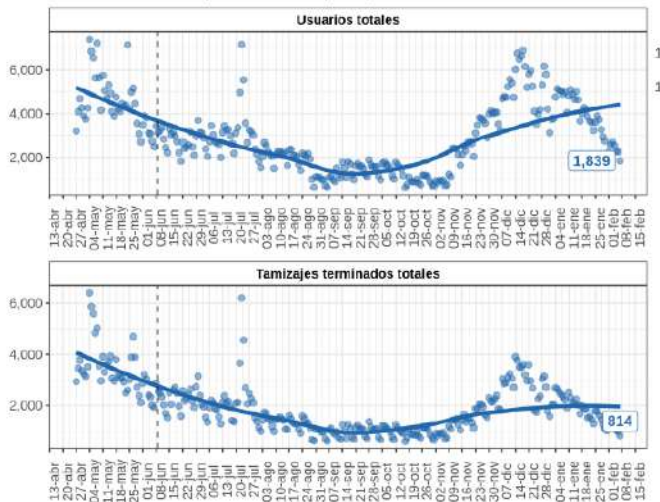 Usuarios totales
1
6,000
1
4,000
2,000
1,839
13-abr 20-abr 27-abr 04-may 11-may 18-may 25-may 01-jun 08-jun 15-jun 22-jun 29-jun 06-jul 13-jul 20-jul 27-jul 03-ago 10-ago 17-ago 24-ago 31-ago 07-sep 14-sep 21-sep 28-sep 05-oct 12-oct 19-oct 26-oct 02-nov 09-nov 16-nov 23-nov 30-nov 07-dic 14-dic 21-dic 28-dic 04-ene 11-ene 18-ene 25-ene 01-feb 08-feb 15-feb
Tamizajes terminados totales
6,000
4,000
2,000
814
13-abr 20-abr 27-abr 04-may 11-may 18-may 25-may 01-jun 08-jun 15-jun 22-jun 29-jun 06-jul 13-jul 20-jul 27-jul 03-ago 10-ago 17-ago 24-ago 31-ago 07-sep 14-sep 21-sep 28-sep 05-oct 12-oct 19-oct 26-oct 02-nov 09-nov 16-nov 23-nov 30-nov 07-dic 14-dic 21-dic 28-dic 04-ene 11-ene 18-ene 25-ene 01-feb 08-feb 15-feb